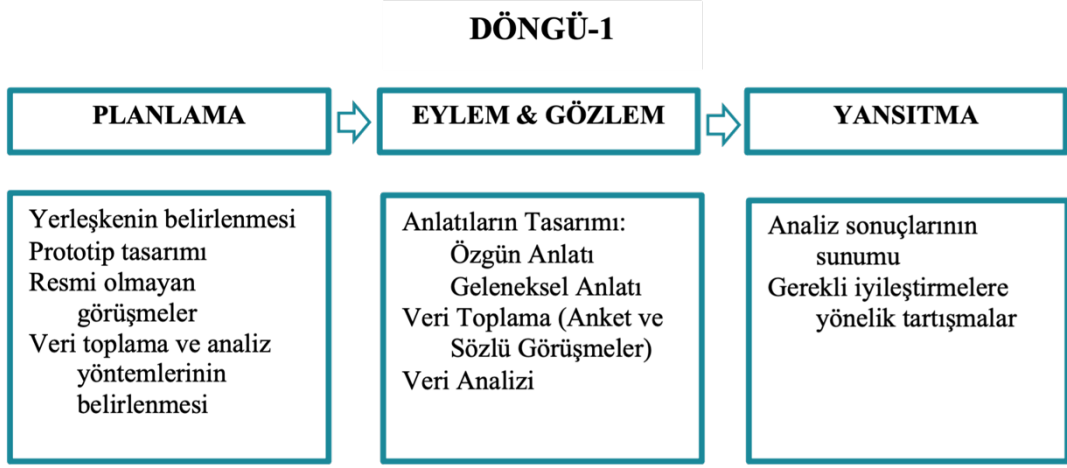 DÖNGÜ-1
PLANLAMA
EYLEM & GÖZLEM
YANSITMA
Yerleşkenin belirlenmesi
Prototip tasarımı
Resmi olmayan
görüşmeler
Veri toplama ve analiz
yöntemlerinin
belirlenmesi
Anlatıların Tasarımı:
Özgün Anlatı
Geleneksel Anlatı
Veri Toplama (Anket ve
Sözlü Görüşmeler)
Veri Analizi
Analiz sonuçlarının
sunumu
Gerekli iyileştirmelere
yönelik tartışmalar